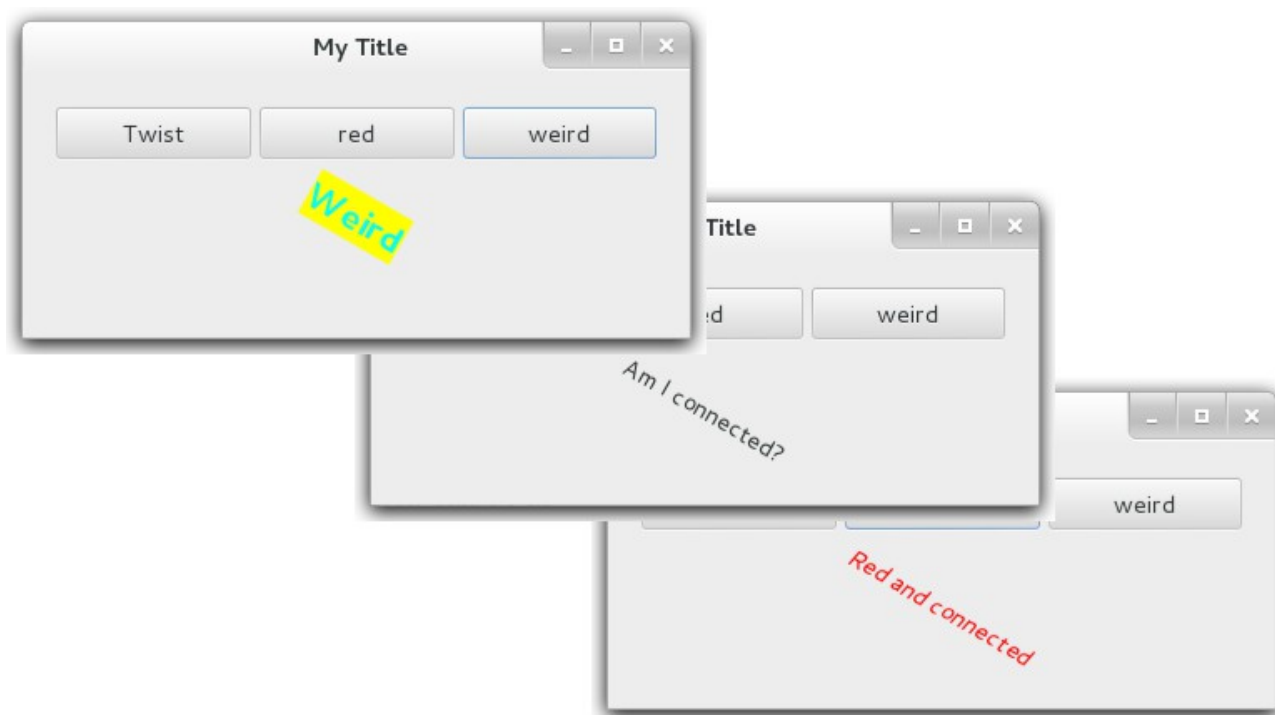 My Title
Twist red weird
Weird
Title
ed weird
Am I connected?
weird
Red and connected